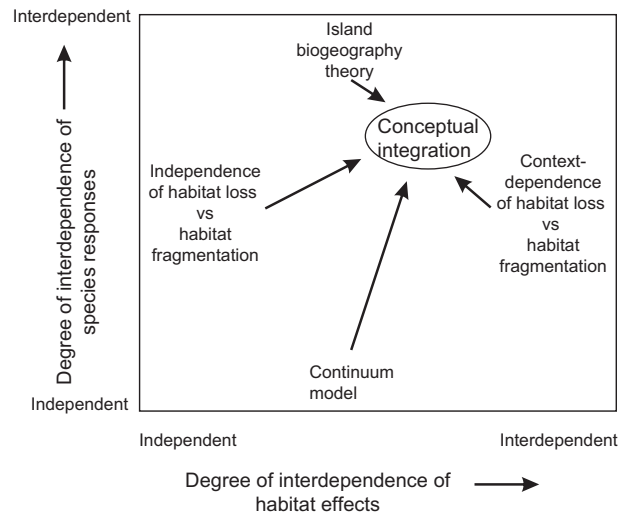 Interdependent
Degree of interdependence of
species responses
Independent
Island
biogeography
theory
Conceptual
integration
Independence
of habitat loss
vs
habitat
fragmentation
Context-
dependence
of habitat loss
vs
habitat
fragmentation
Continuum
model
Independent
Interdependent
Degree of interdependence of
habitat effects